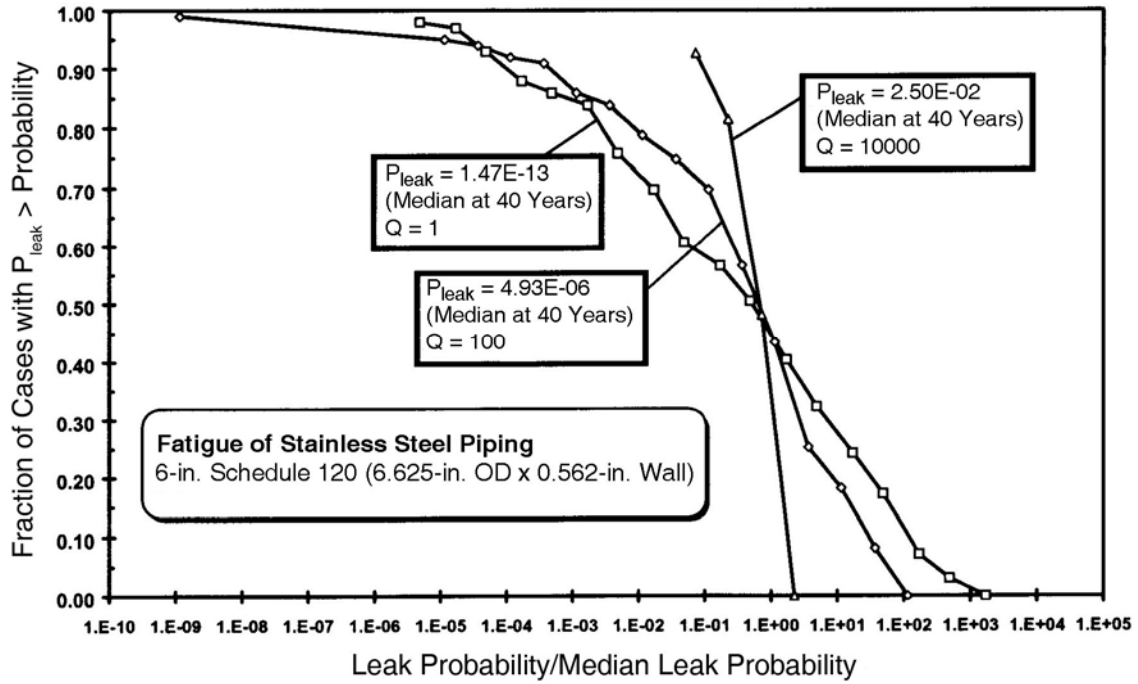 Fraction of Cases with P_leak > Probability
1.00
0.90
0.80
0.70
0.60
0.50
0.40
0.30
0.20
0.10
0.00
P_leak = 2.50E-02
(Median at 40 Years)
Q = 10000
P_leak = 1.47E-13
(Median at 40 Years)
Q = 1
P_leak = 4.93E-06
(Median at 40 Years)
Q = 100
Fatigue of Stainless Steel Piping
6-in. Schedule 120 (6.625-in. OD x 0.562-in. Wall)
1.E-10 1.E-09 1.E-08 1.E-07 1.E-06 1.E-05 1.E-04 1.E-03 1.E-02 1.E-01 1.E+00 1.E+01 1.E+02 1.E+03 1.E+04 1.E+05
Leak Probability/Median Leak Probability